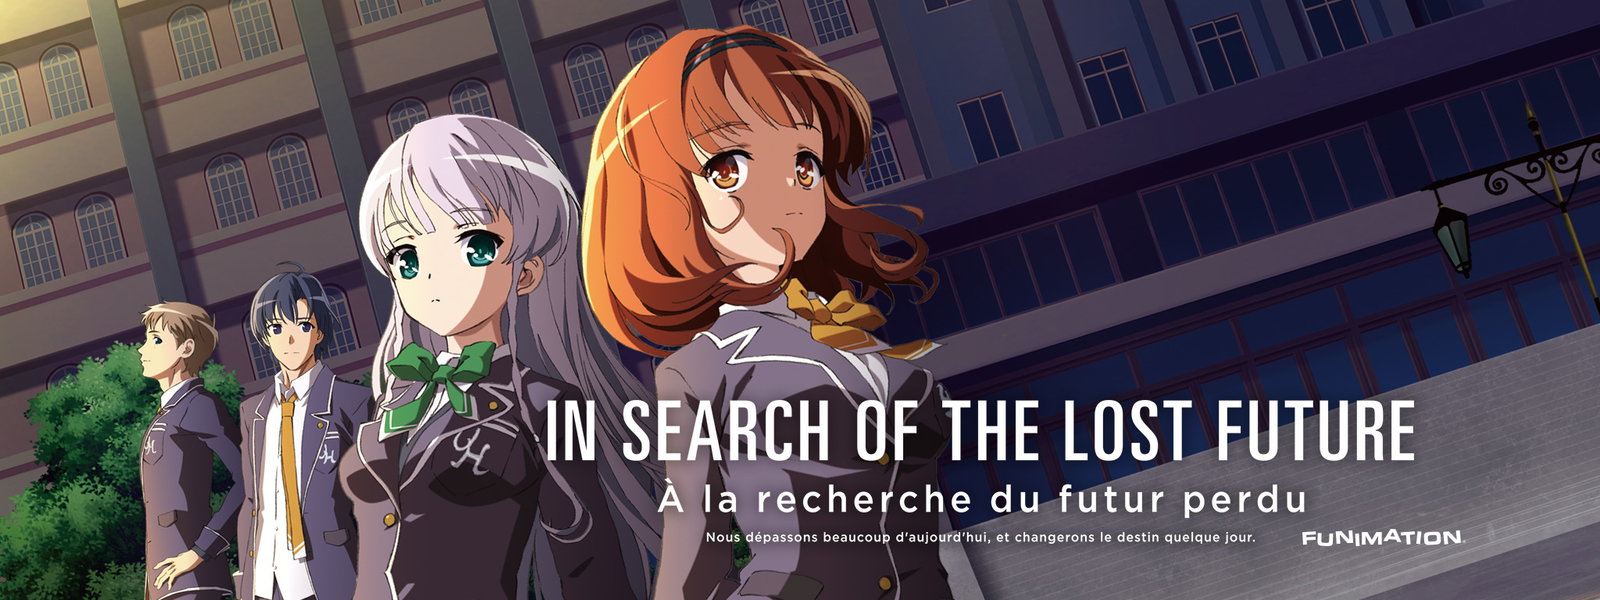 IN SEARCH OF THE LOST FUTURE
À la recherche du futur perdu
Nous dépassons beaucoup d'aujourd'hui, et changerons le destin quelque jour.
FUNIMATION